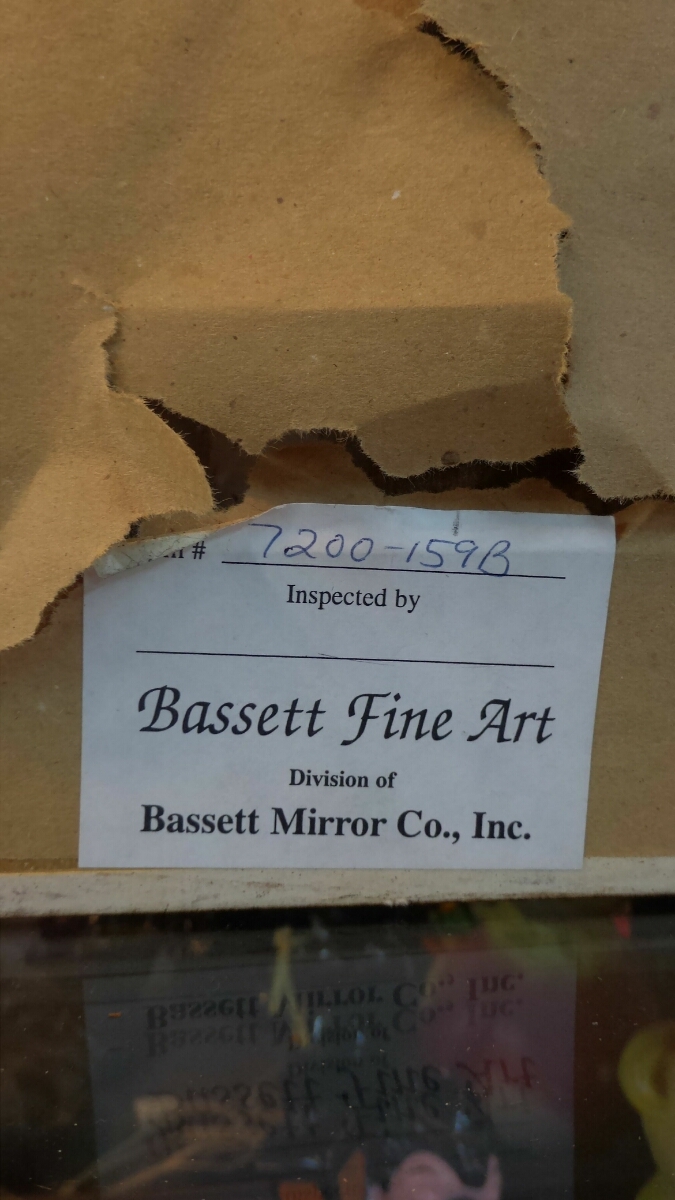 # 7200-159B
Inspected by
Bassett Fine Art
Division of
Bassett Mirror Co., Inc.